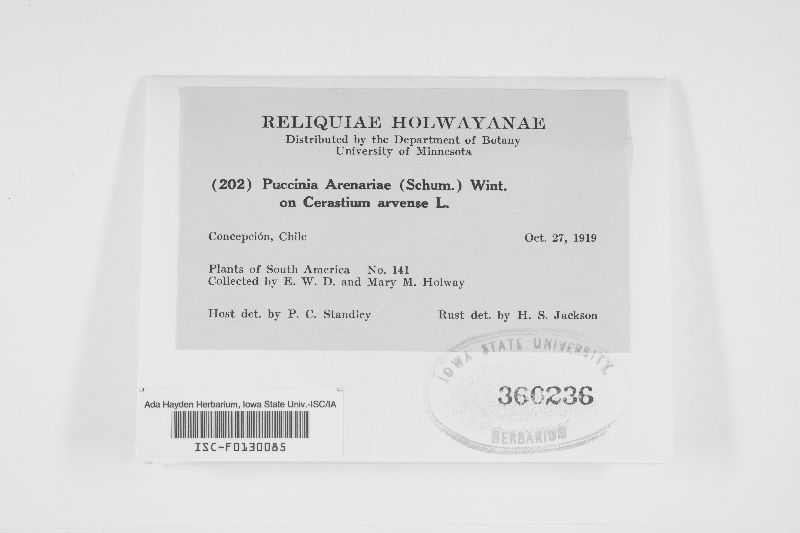 RELIQUIAE HOLWAYANAE
Distributed by the Department of Botany
University of Minnesota
(202) Puccinia Arenariae (Schum.) Wint.
on Cerastium arvense L.
Concepción, Chile
Oct. 27, 1919
Plants of South America No. 141
Collected by E. W. D. and Mary M. Holway
Host det. by P. C. Standley
Rust det. by H. S. Jackson
IOWA STATE UNIVERSITY
360236
HERBARIUM
Ada Hayden Herbarium, Iowa State Univ.-ISC/IA
ISC-F0130085